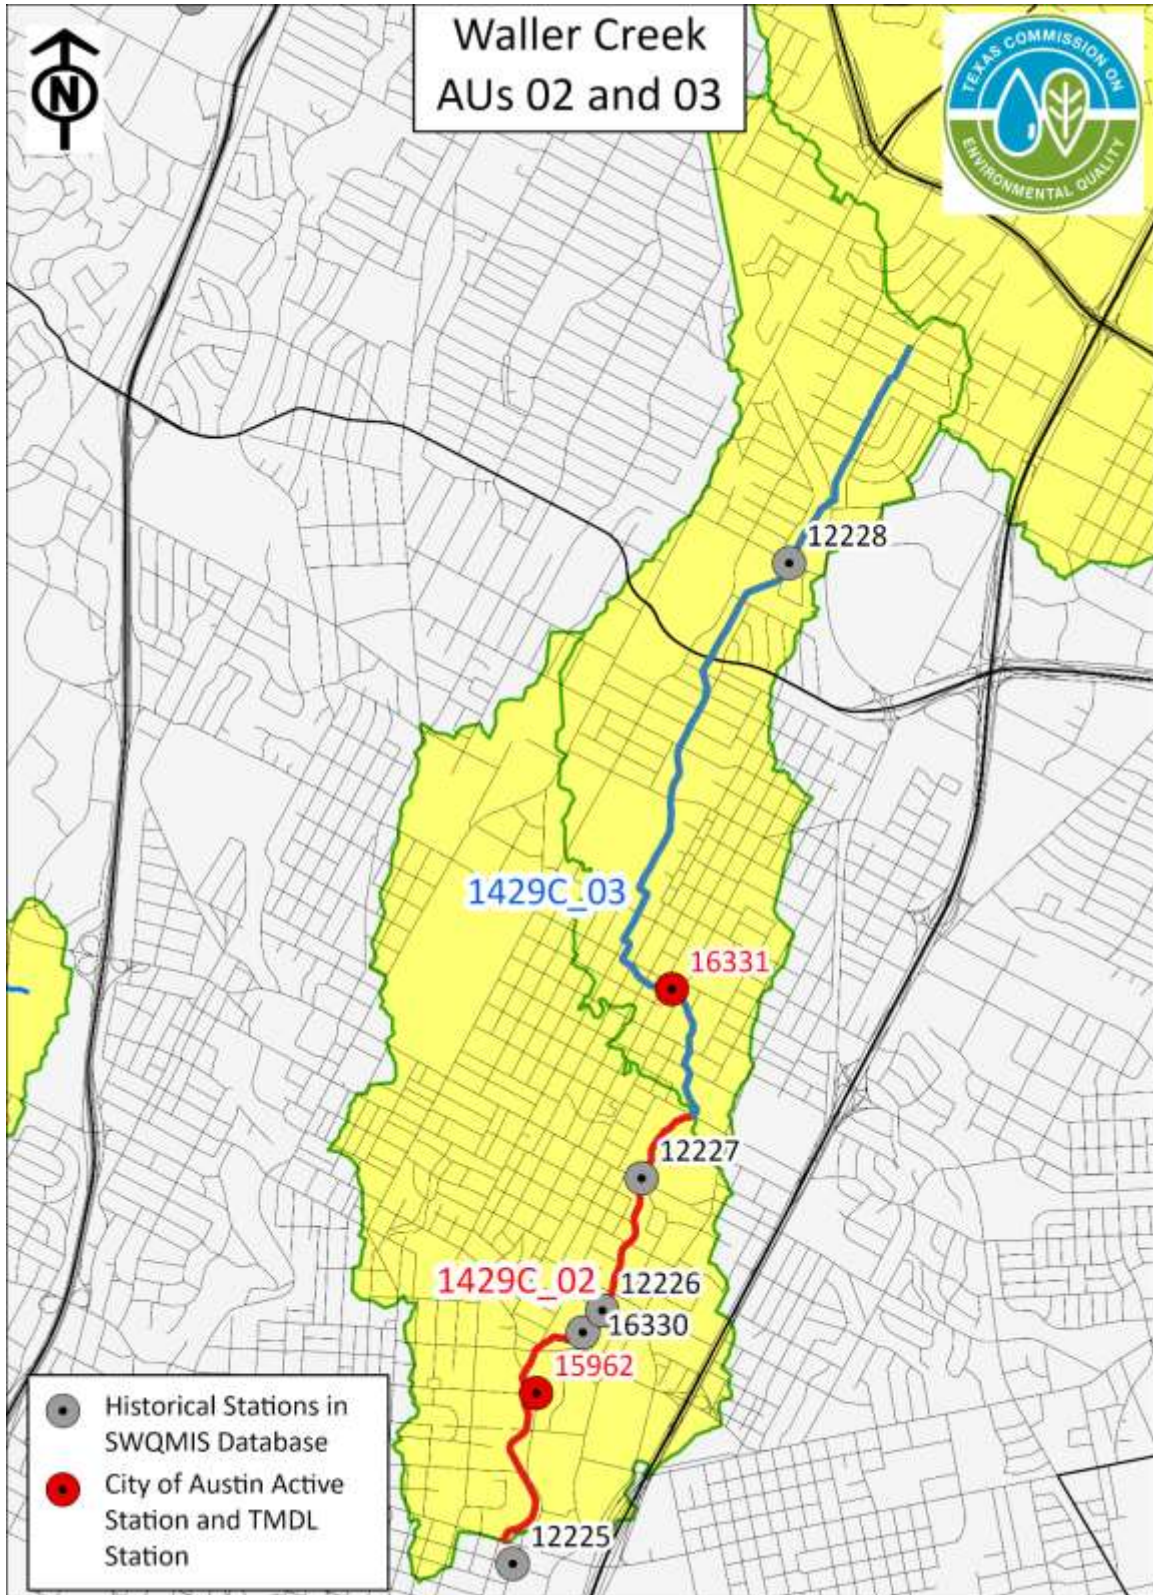 Waller Creek
AUs 02 and 03
N
TEXAS COMMISSION ON
ENVIRONMENTAL QUALITY
12228
1429C_03
16331
12227
1429C_02
12226
16330
15962
12225
Historical Stations in
SWQMIS Database
City of Austin Active
Station and TMDL
Station